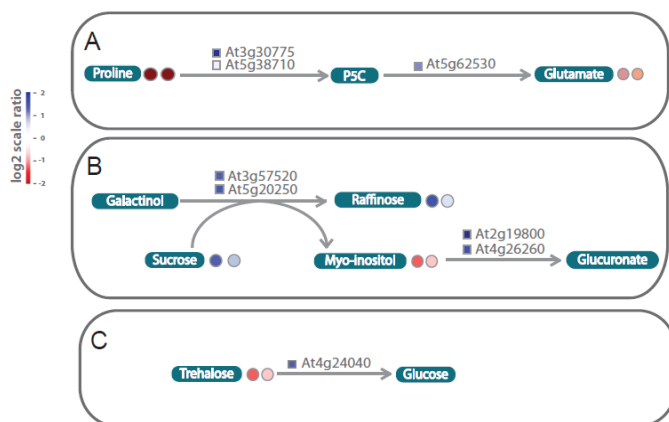 A
At3g30775
At5g38710
Proline
P5C
At5g62530
Glutamate
log2 scale ratio
2
1
0
-1
-2
B
At3g57520
At5g20250
Galactinol
Raffinose
At2g19800
At4g26260
Sucrose
Myo-inositol
Glucuronate
C
At4g24040
Trehalose
Glucose